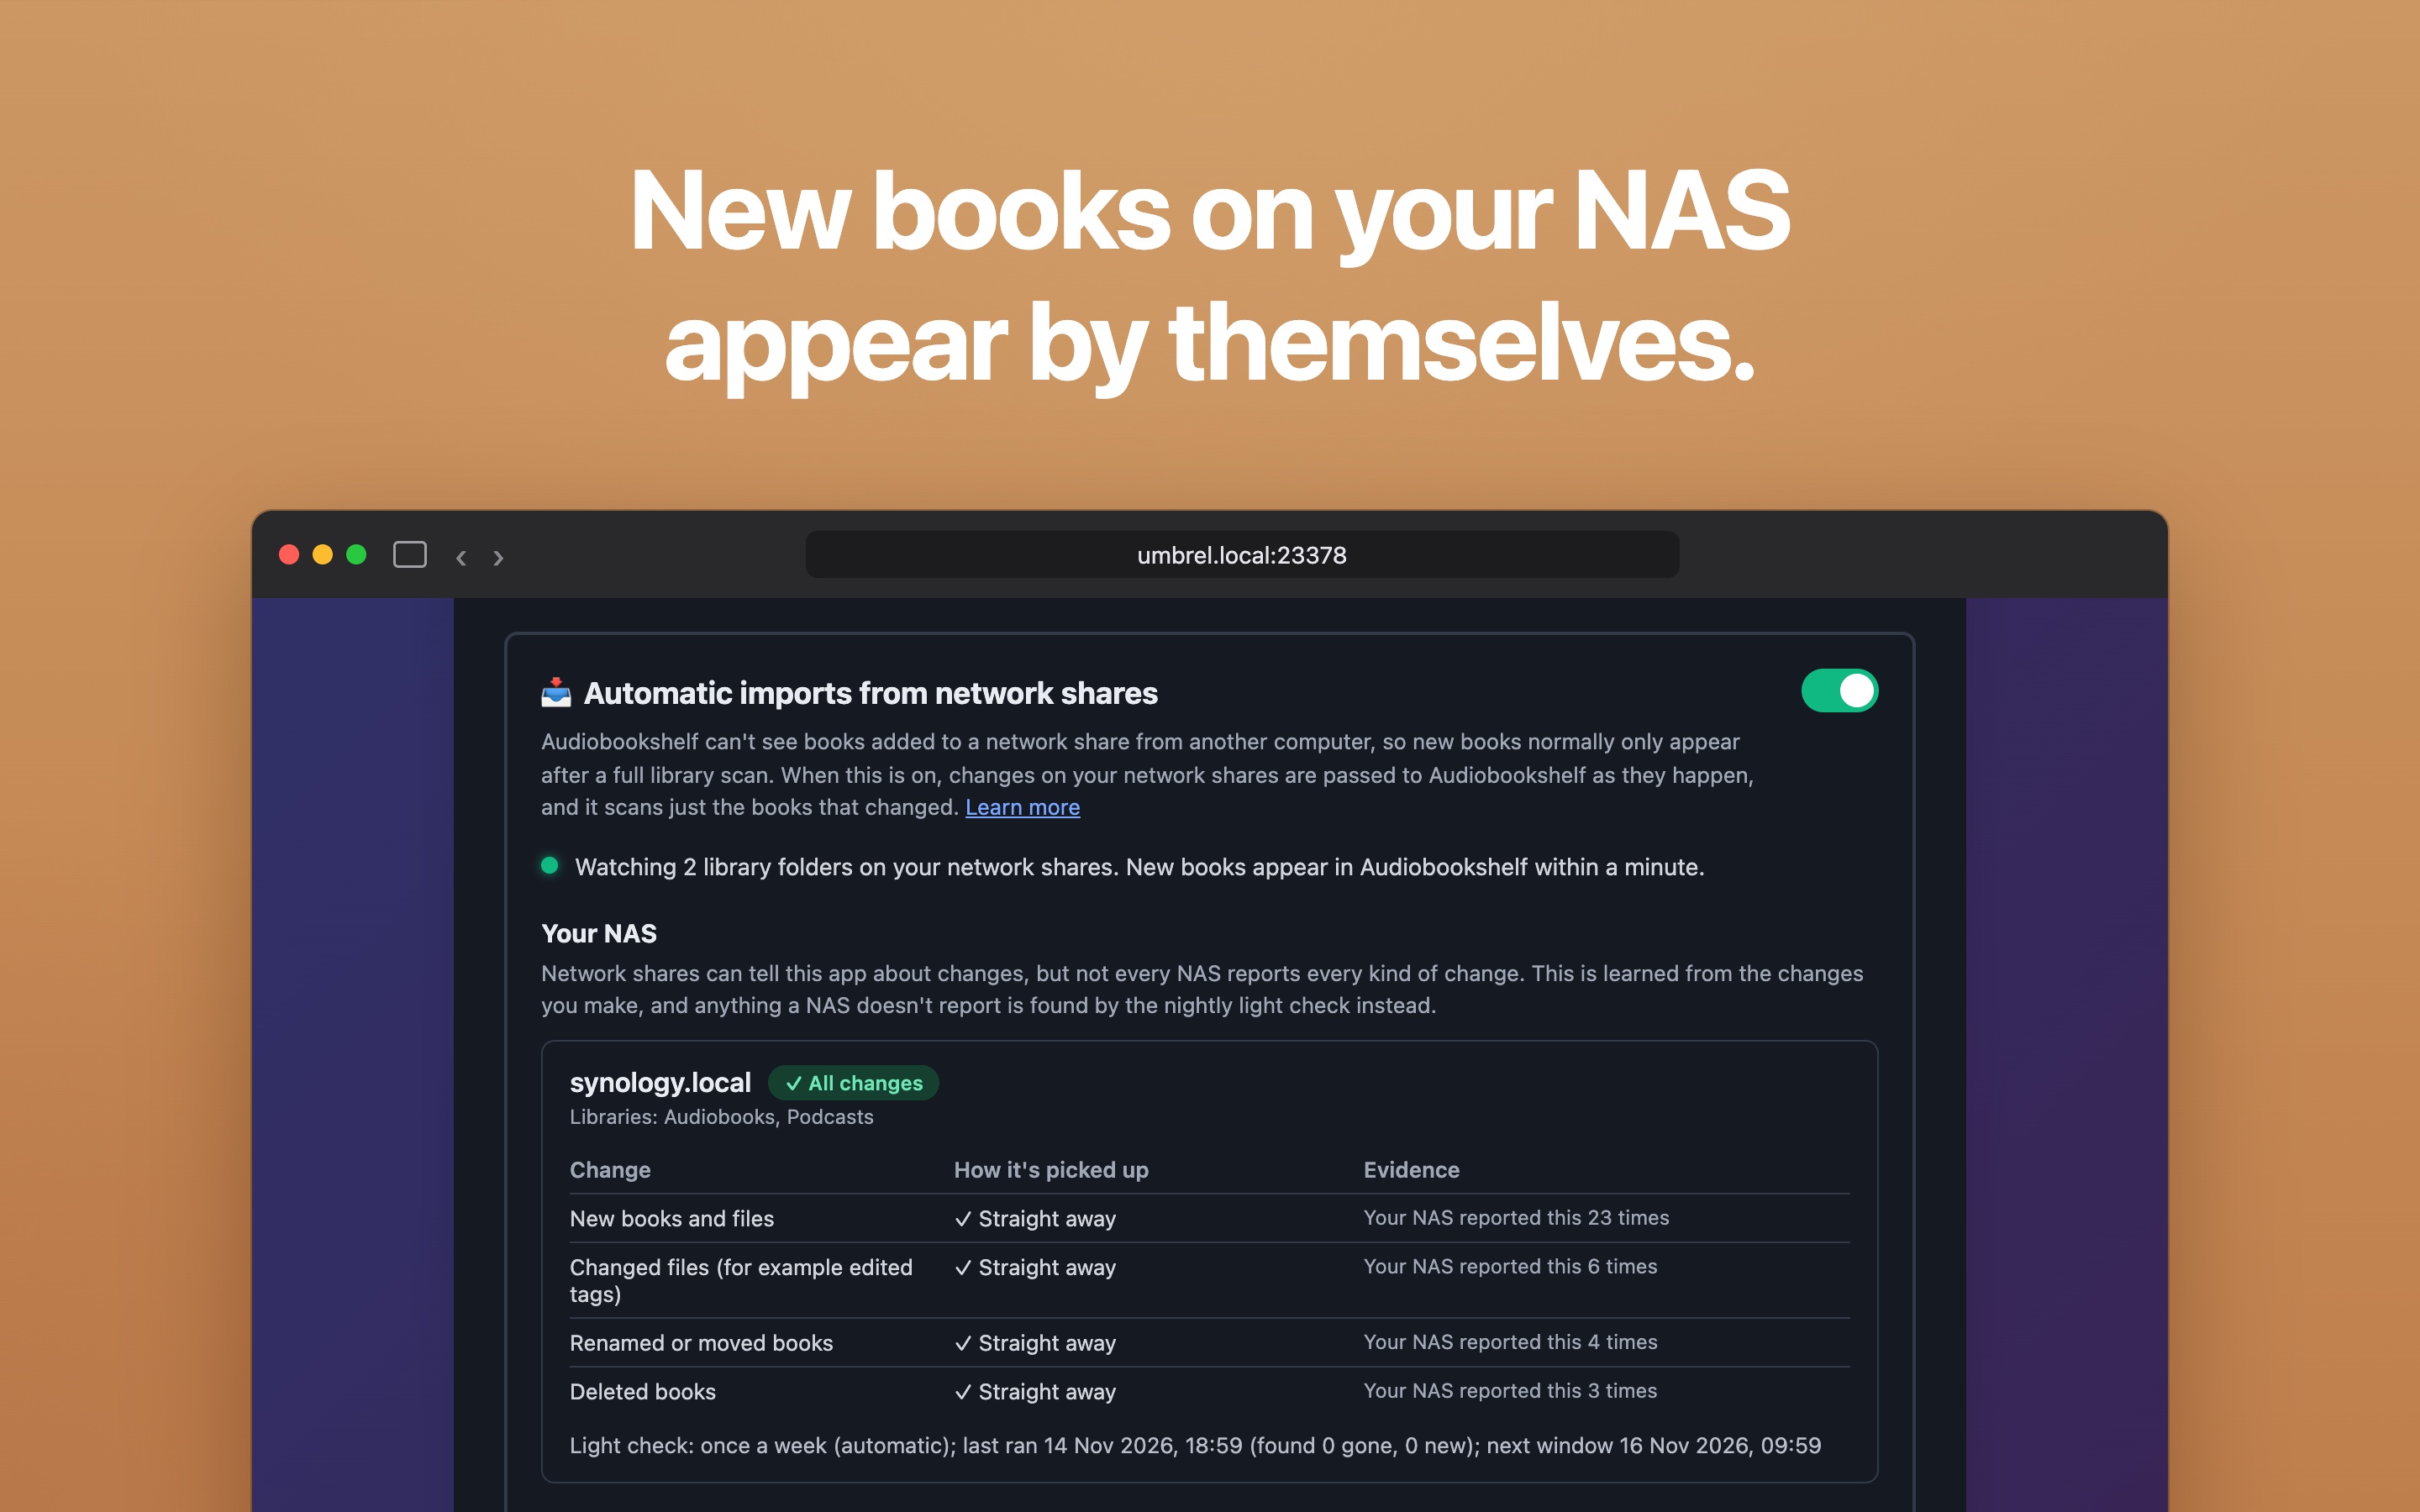 New books on your NAS
appear by themselves.
umbrel.local:23378
Automatic imports from network shares
Audiobookshelf can't see books added to a network share from another computer, so new books normally only appear
after a full library scan. When this is on, changes on your network shares are passed to Audiobookshelf as they happen,
and it scans just the books that changed. Learn more
Watching 2 library folders on your network shares. New books appear in Audiobookshelf within a minute.
Your NAS
Network shares can tell this app about changes, but not every NAS reports every kind of change. This is learned from the changes
you make, and anything a NAS doesn't report is found by the nightly light check instead.
synology.local ✓ All changes
Libraries: Audiobooks, Podcasts
Change How it's picked up Evidence
New books and files ✓ Straight away Your NAS reported this 23 times
Changed files (for example edited ✓ Straight away Your NAS reported this 6 times
tags)
Renamed or moved books ✓ Straight away Your NAS reported this 4 times
Deleted books ✓ Straight away Your NAS reported this 3 times
Light check: once a week (automatic); last ran 14 Nov 2026, 18:59 (found 0 gone, 0 new); next window 16 Nov 2026, 09:59